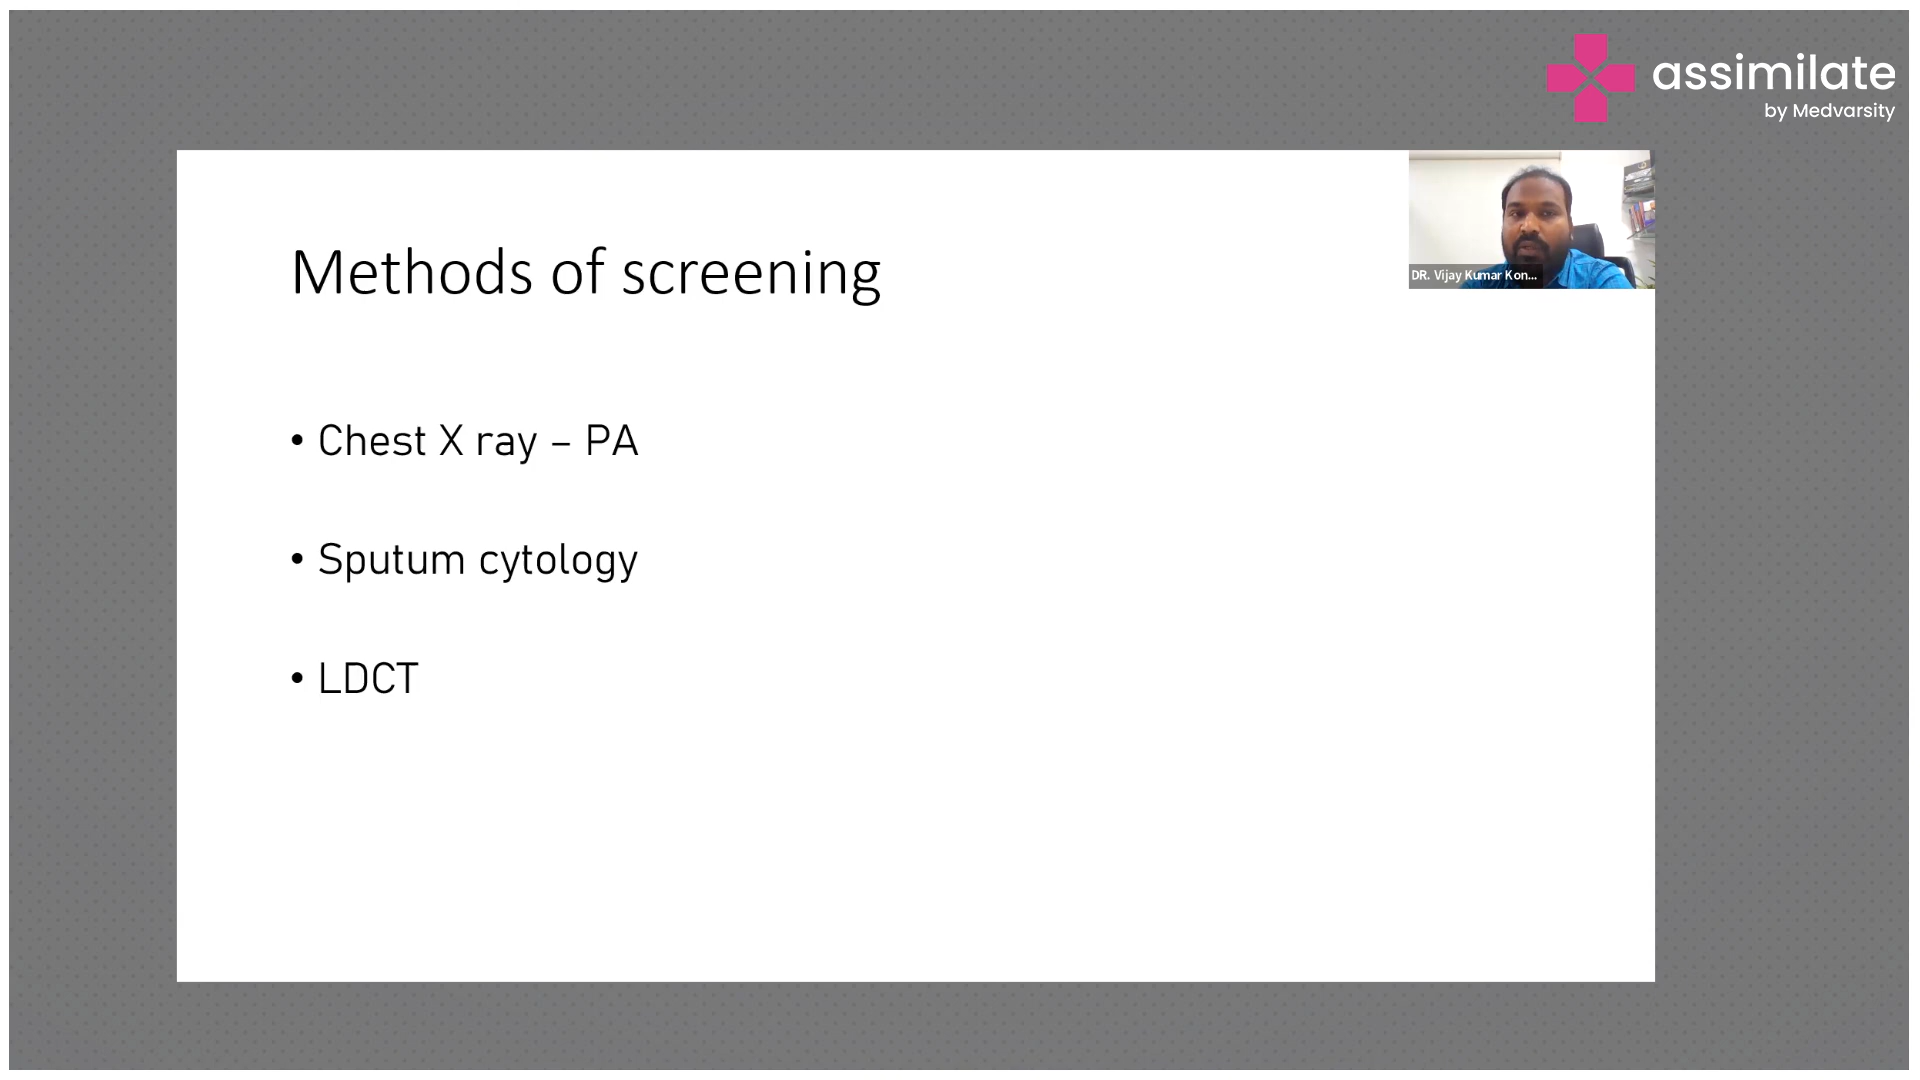 assimilate
by Medvarsity
DR. Vijay Kumar Kon...
Methods of screening
• Chest X ray – PA
• Sputum cytology
• LDCT